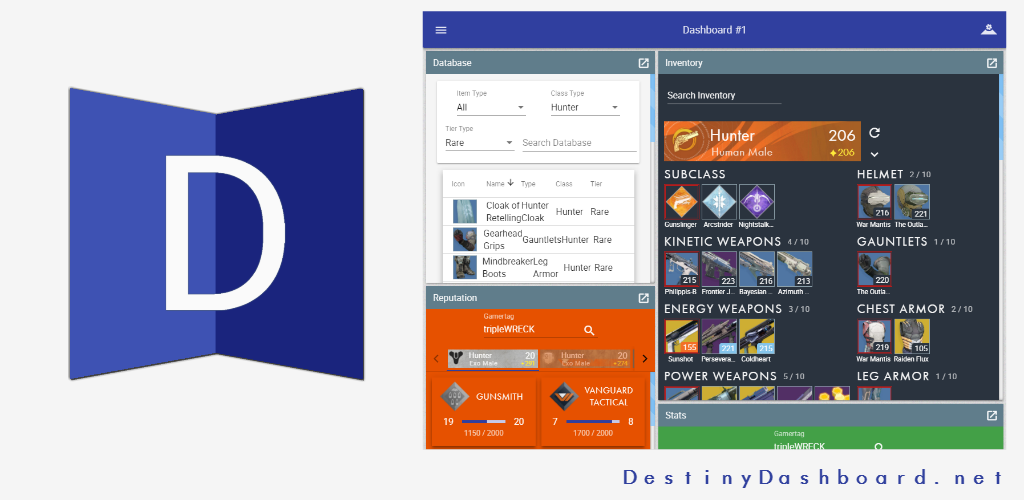 D
Dashboard #1
Database
Item Type
Class Type
All
Hunter
Tier Type
Rare
Search Database
Icon Name Type Class Tier
Cloak of Hunter
Retelling Cloak Hunter Rare
Gearhead
Grips Gauntlets Hunter Rare
Mindbreaker Leg
Boots Armor Hunter Rare
Reputation
Gamertag
tripleWRECK
Hunter 20
Exo Male +281
Hunter 20
Exo Male +274
GUNSMITH
19 20
1150 / 2000
VANGUARD
TACTICAL
7 8
1700 / 2000
Inventory
Search Inventory
Hunter 206
Human Male 206
SUBCLASS
Gunslinger Arcstrider Nightstalk...
HELMET 2 / 10
216 221
War Mantis The Outla...
KINETIC WEAPONS 4 / 10
215 223 216 213
Philippis-B Frontier J... Bayesian ... Azimuth ...
GAUNTLETS 1 / 10
220
The Outla...
ENERGY WEAPONS 3 / 10
155 221 215
Sunshot Persevera... Coldheart
CHEST ARMOR 2 / 10
219 105
War Mantis Raiden Flux
POWER WEAPONS 5 / 10
LEG ARMOR 1 / 10
Stats
Gamertag
tripleWRECK
DestinyDashboard.net